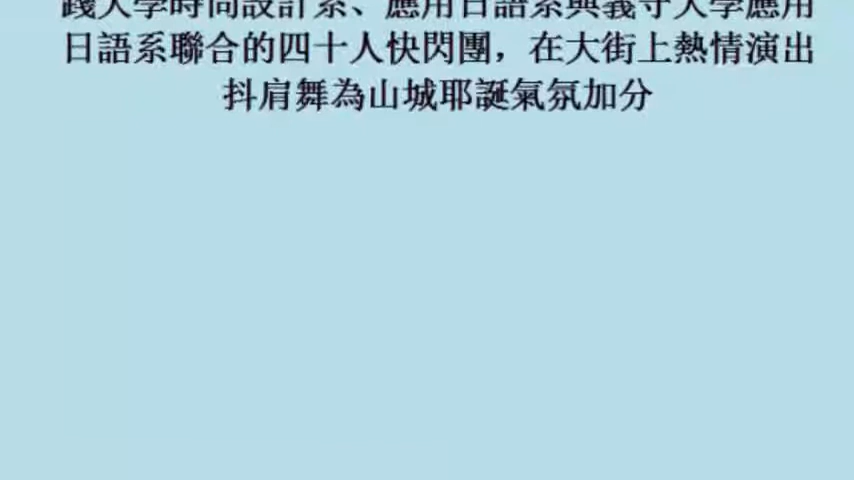 踐大學時尚設計系、應用日語系與義守大學應用
日語系聯合的四十人快閃團，在大街上熱情演出
抖肩舞為山城耶誕氣氛加分